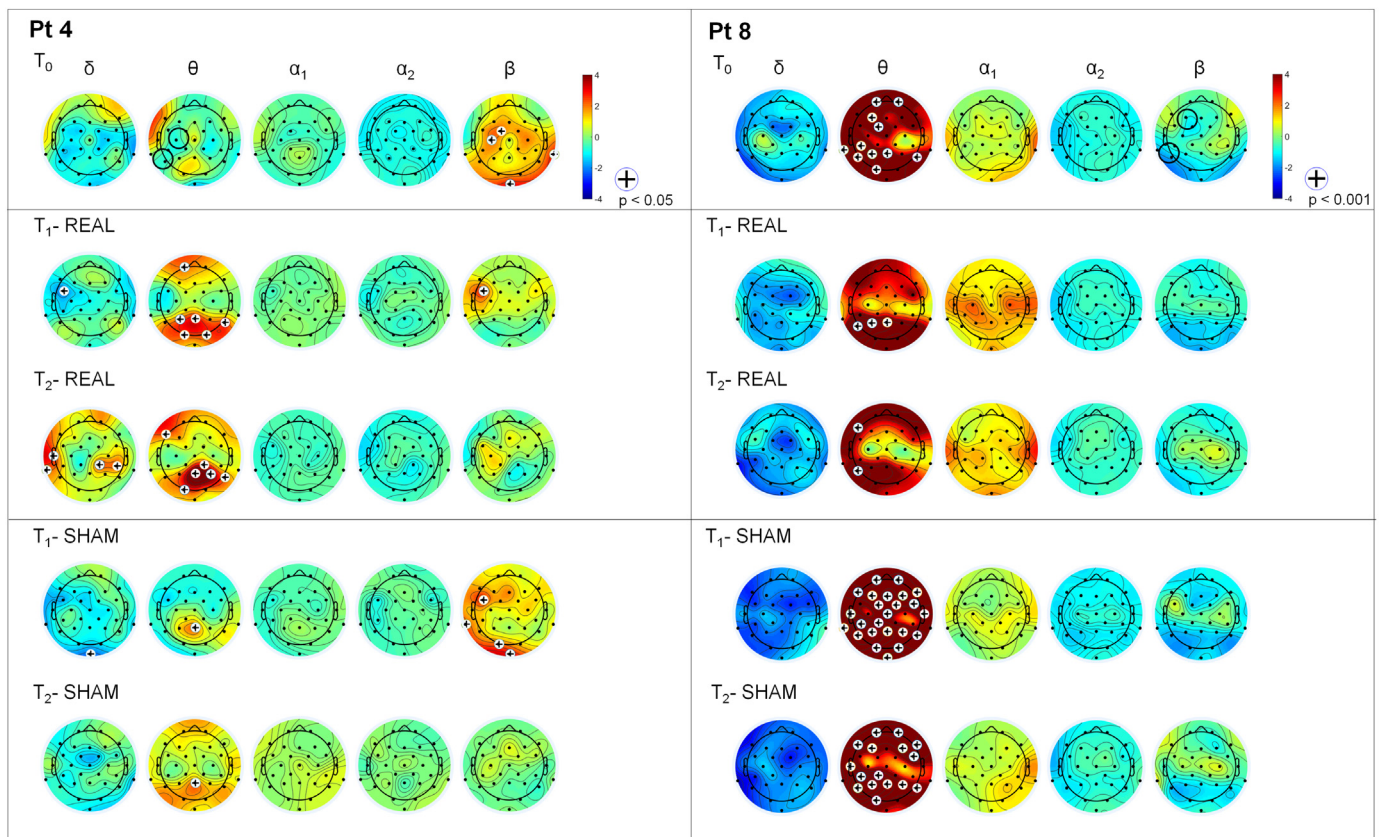 Pt 4
T0 δ θ α1 α2 β
4
2
0
-2
-4
p < 0.05
T1- REAL
T2- REAL
T1- SHAM
T2- SHAM
Pt 8
T0 δ θ α1 α2 β
4
2
0
-2
-4
p < 0.001
T1- REAL
T2- REAL
T1- SHAM
T2- SHAM